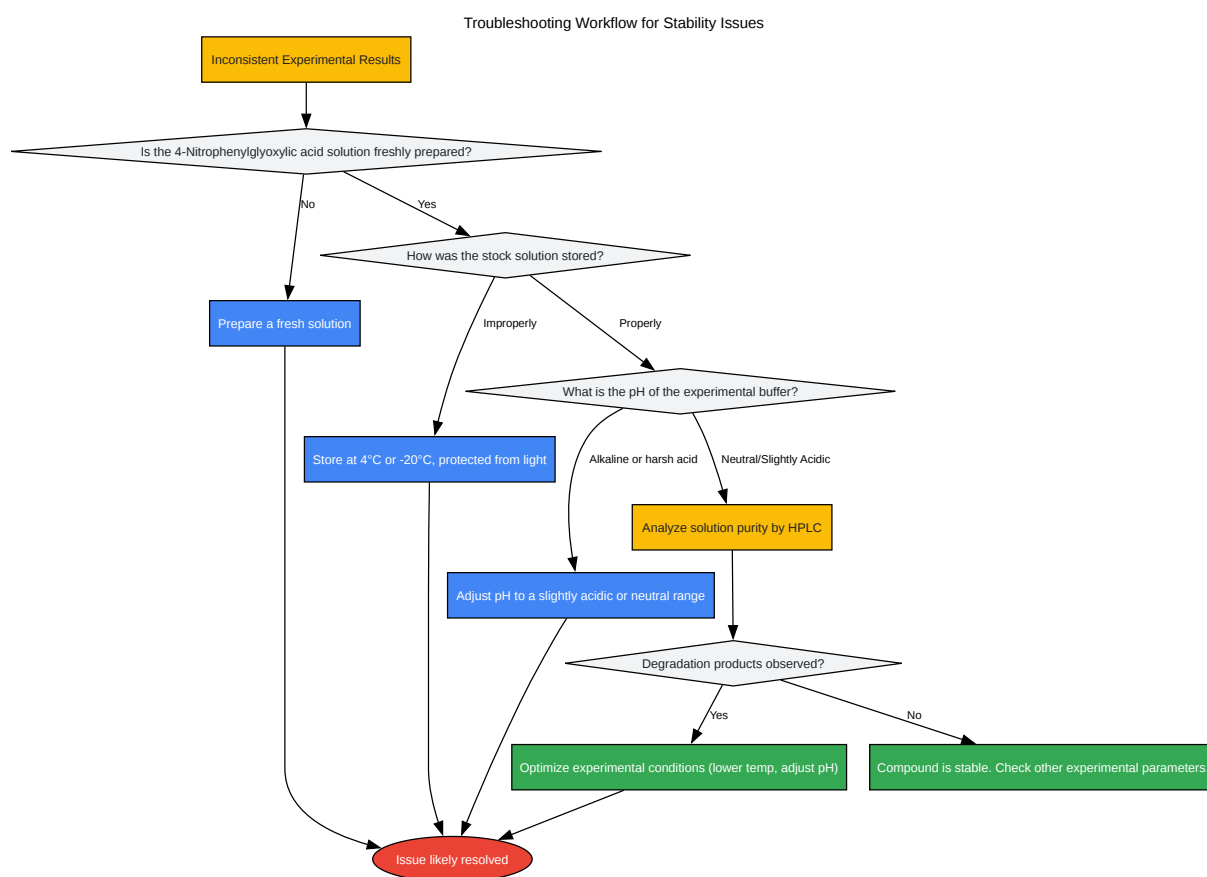 Troubleshooting Workflow for Stability Issues
Inconsistent Experimental Results
Is the 4-Nitrophenylglyoxylic acid solution freshly prepared?
No
Yes
How was the stock solution stored?
Prepare a fresh solution
Improperly
Properly
What is the pH of the experimental buffer?
Store at 4°C or -20°C, protected from light
Alkaline or harsh acid
Neutral/Slightly Acidic
Analyze solution purity by HPLC
Adjust pH to a slightly acidic or neutral range
Degradation products observed?
Yes
No
Optimize experimental conditions (lower temp, adjust pH)
Compound is stable. Check other experimental parameters
Issue likely resolved